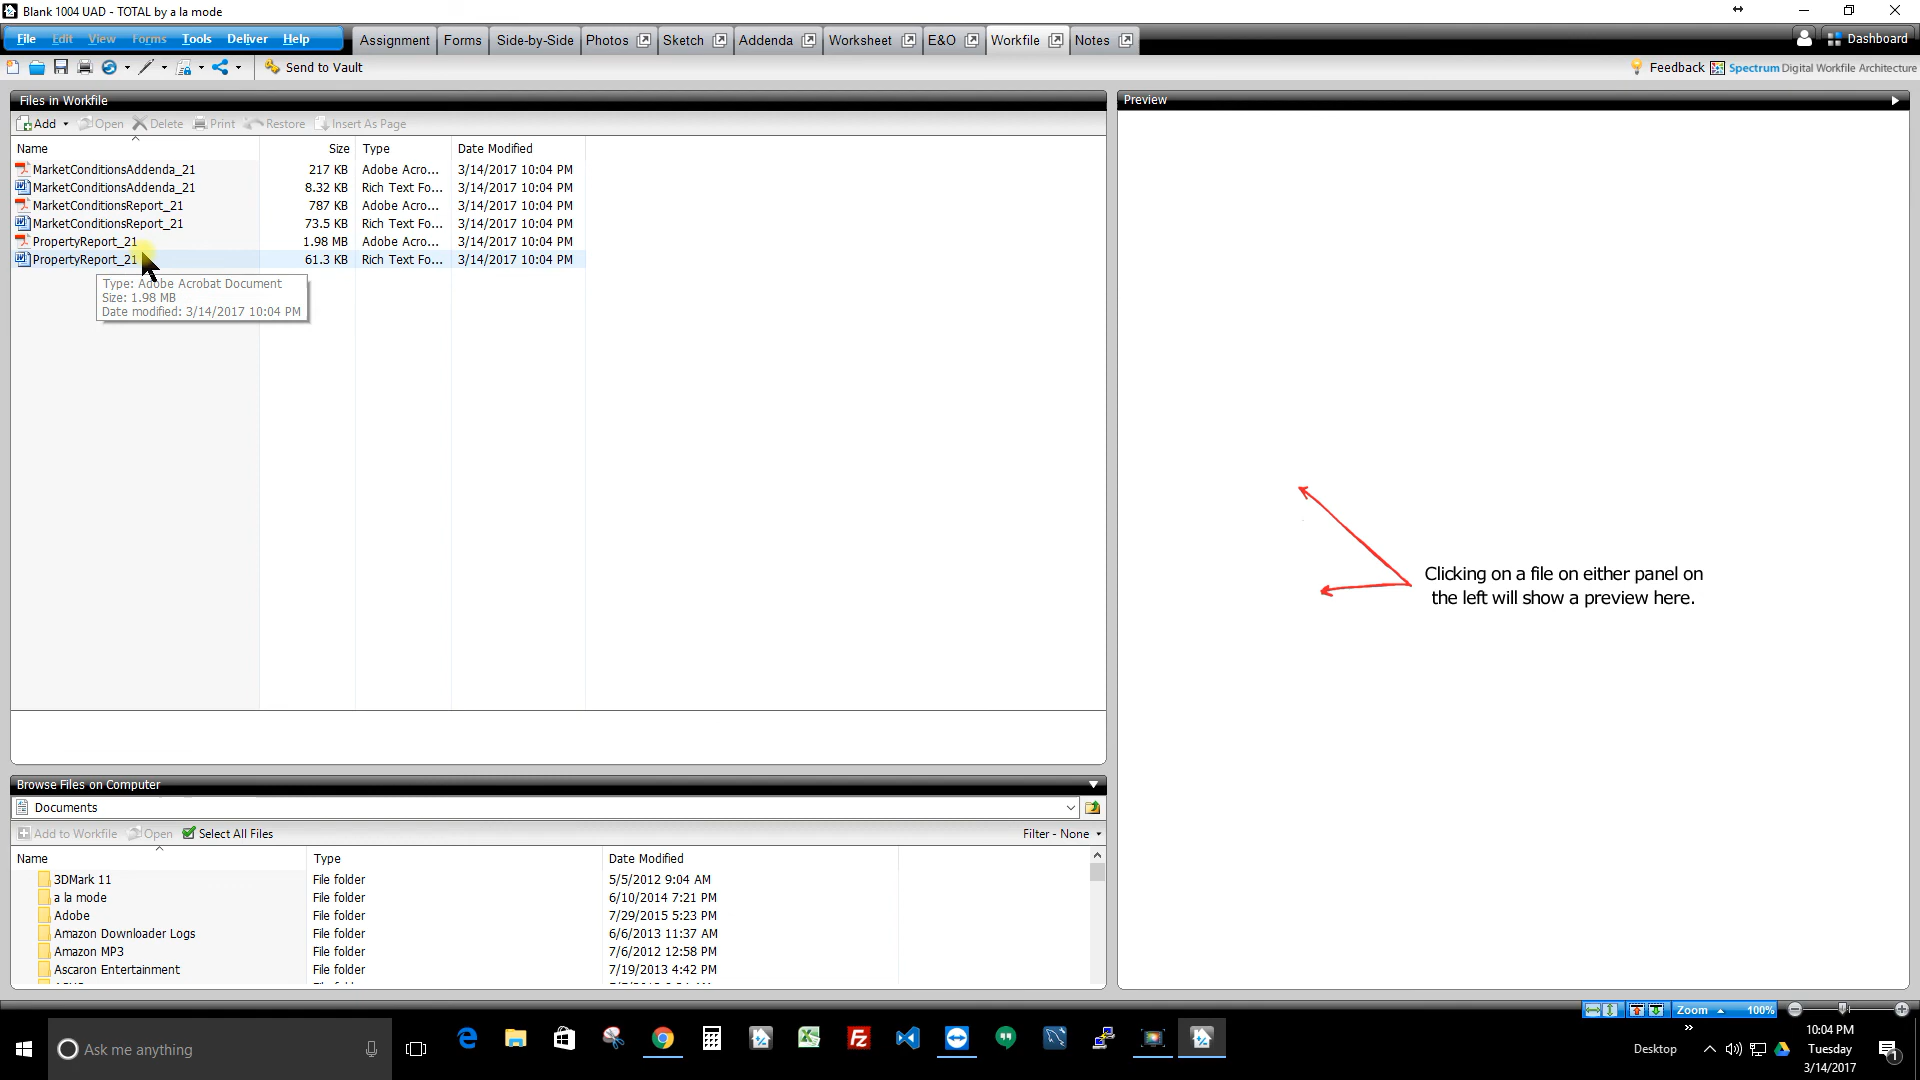 Blank 1004 UAD - TOTAL by a la mode
File Edit View Forms Tools Deliver Help Assignment Forms Side-by-Side Photos Sketch Addenda Worksheet E&O Workfile Notes Dashboard
Send to Vault Feedback Spectrum Digital Workfile Architecture
Files in Workfile
Add Open Delete Print Restore Insert As Page
Name Size Type Date Modified
MarketConditionsAddenda_21 217 KB Adobe Acro... 3/14/2017 10:04 PM
MarketConditionsAddenda_21 8.32 KB Rich Text Fo... 3/14/2017 10:04 PM
MarketConditionsReport_21 787 KB Adobe Acro... 3/14/2017 10:04 PM
MarketConditionsReport_21 73.5 KB Rich Text Fo... 3/14/2017 10:04 PM
PropertyReport_21 1.98 MB Adobe Acro... 3/14/2017 10:04 PM
PropertyReport_21 61.3 KB Rich Text Fo... 3/14/2017 10:04 PM
Type: Adobe Acrobat Document
Size: 1.98 MB
Date modified: 3/14/2017 10:04 PM
Preview
Clicking on a file on either panel on
the left will show a preview here.
Browse Files on Computer
Documents
Add to Workfile Open Select All Files Filter - None
Name Type Date Modified
3DMark 11 File folder 5/5/2012 9:04 AM
a la mode File folder 6/10/2014 7:21 PM
Adobe File folder 7/29/2015 5:23 PM
Amazon Downloader Logs File folder 6/6/2013 11:37 AM
Amazon MP3 File folder 7/6/2012 12:58 PM
Ascaron Entertainment File folder 7/19/2013 4:42 PM
Zoom 100%
Ask me anything
Desktop
10:04 PM
Tuesday
3/14/2017
1